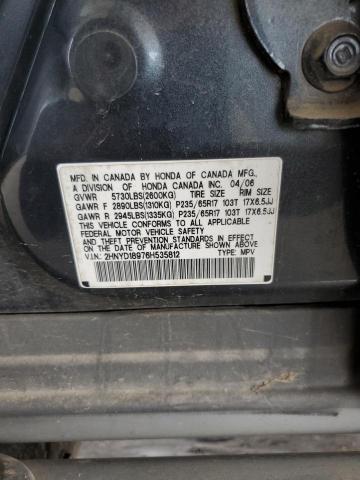 MFD. IN CANADA BY HONDA OF CANADA MFG.,
A DIVISION OF HONDA CANADA INC. 04/06
GVWR 5730LBS(2600KG) TIRE SIZE RIM SIZE
GAWR F 2890LBS(1310KG) P235/65R17 103T 17X6.5JJ
GAWR R 2945LBS(1335KG) P235/65R17 103T 17X6.5JJ
THIS VEHICLE CONFORMS TO ALL APPLICABLE
FEDERAL MOTOR VEHICLE SAFETY
AND THEFT PREVENTION STANDARDS IN EFFECT
ON THE DATE OF MANUFACTURE SHOWN ABOVE.
V.I.N.: 2HNYD18976H535812 TYPE: MPV